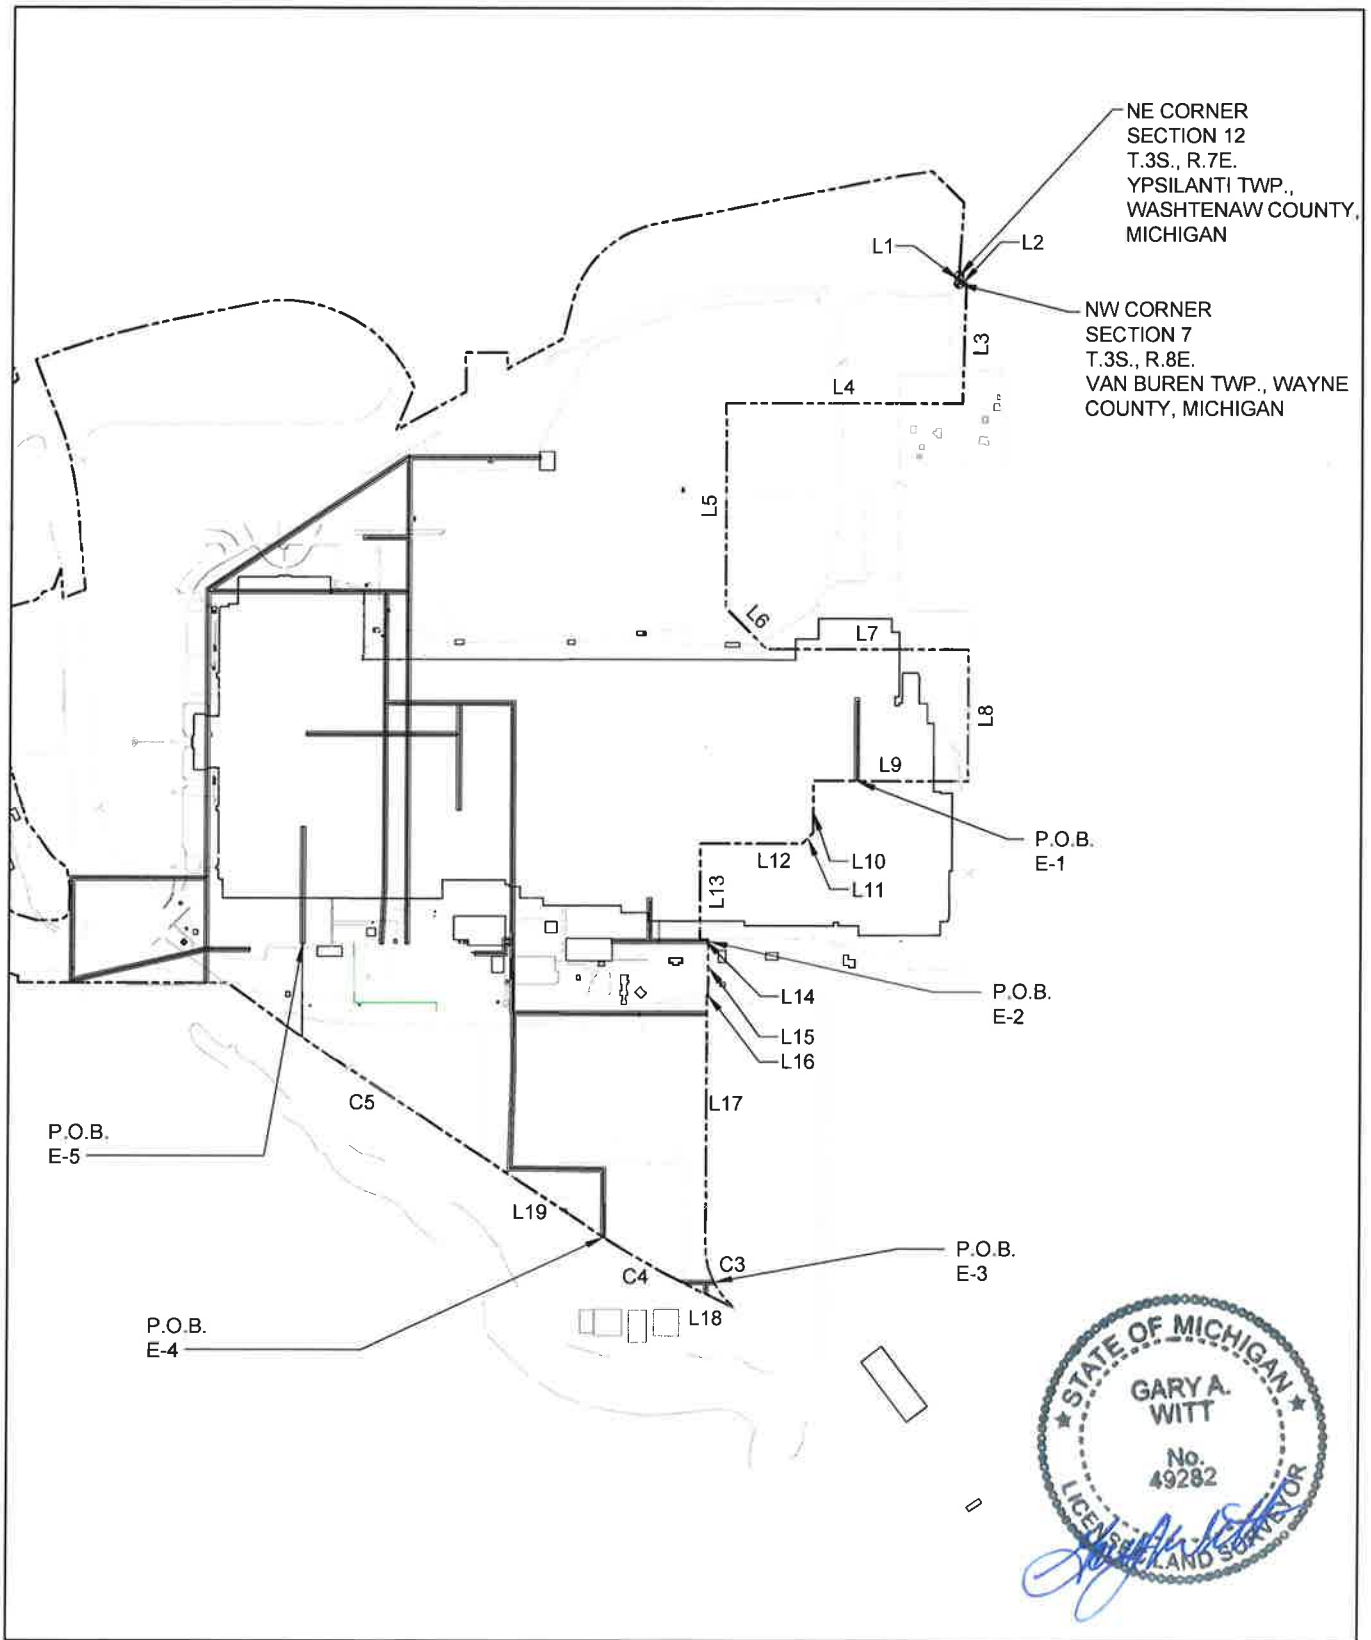 NE CORNER
SECTION 12
T.3S., R.7E.
YPSILANTI TWP.,
WASHTENAW COUNTY,
MICHIGAN
L1
L2
NW CORNER
SECTION 7
T.3S., R.8E.
VAN BUREN TWP., WAYNE
COUNTY, MICHIGAN
L3
L4
L5
L6
L7
L8
L9
P.O.B.
E-1
L10
L12
L11
L13
L14
P.O.B.
E-2
L15
L16
C5
L17
P.O.B.
E-5
L19
P.O.B.
E-3
C3
C4
L18
P.O.B.
E-4
STATE OF MICHIGAN
GARY A.
WITT
No.
49282
LICENSED LAND SURVEYOR